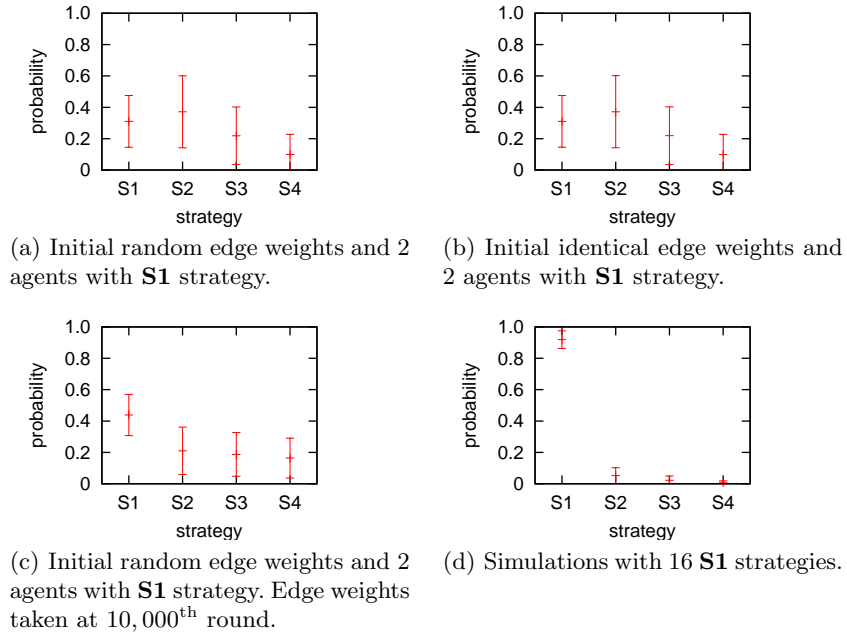 1.0
0.8
0.6
0.4
0.2
0
probability
S1 S2 S3 S4
strategy
(a) Initial random edge weights and 2
agents with S1 strategy.
1.0
0.8
0.6
0.4
0.2
0
probability
S1 S2 S3 S4
strategy
(b) Initial identical edge weights and
2 agents with S1 strategy.
1.0
0.8
0.6
0.4
0.2
0
probability
S1 S2 S3 S4
strategy
(c) Initial random edge weights and 2
agents with S1 strategy. Edge weights
taken at 10,000th round.
1.0
0.8
0.6
0.4
0.2
0
probability
S1 S2 S3 S4
strategy
(d) Simulations with 16 S1 strategies.